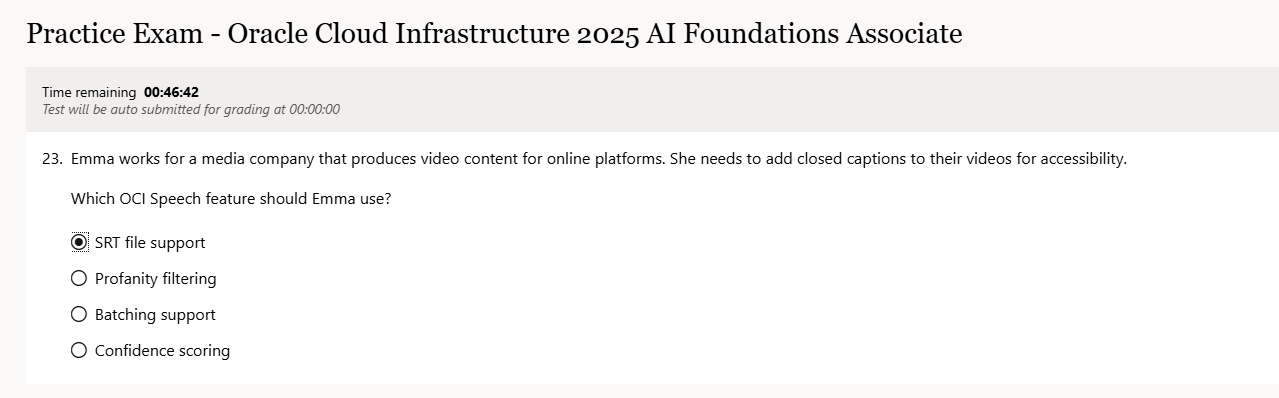 Practice Exam - Oracle Cloud Infrastructure 2025 AI Foundations Associate
Time remaining 00:46:42
Test will be auto submitted for grading at 00:00:00
23. Emma works for a media company that produces video content for online platforms. She needs to add closed captions to their videos for accessibility.
Which OCI Speech feature should Emma use?
SRT file support
Profanity filtering
Batching support
Confidence scoring